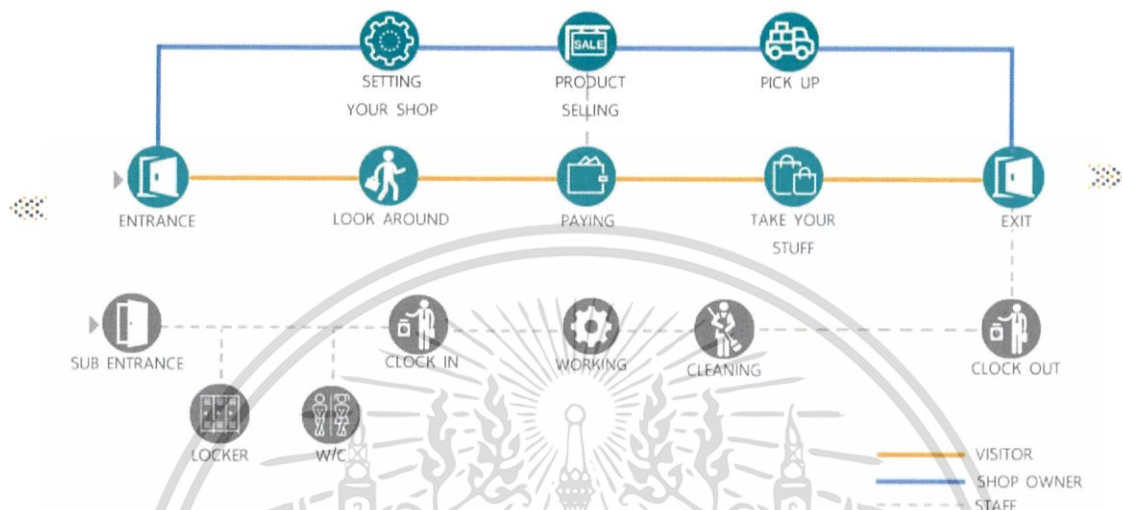 SETTING
YOUR SHOP
SALE
PRODUCT
SELLING
PICK UP
ENTRANCE
LOOK AROUND
PAYING
TAKE YOUR
STUFF
EXIT
SUB ENTRANCE
CLOCK IN
WORKING
CLEANING
CLOCK OUT
LOCKER
W/C
VISITOR
SHOP OWNER
STAFF